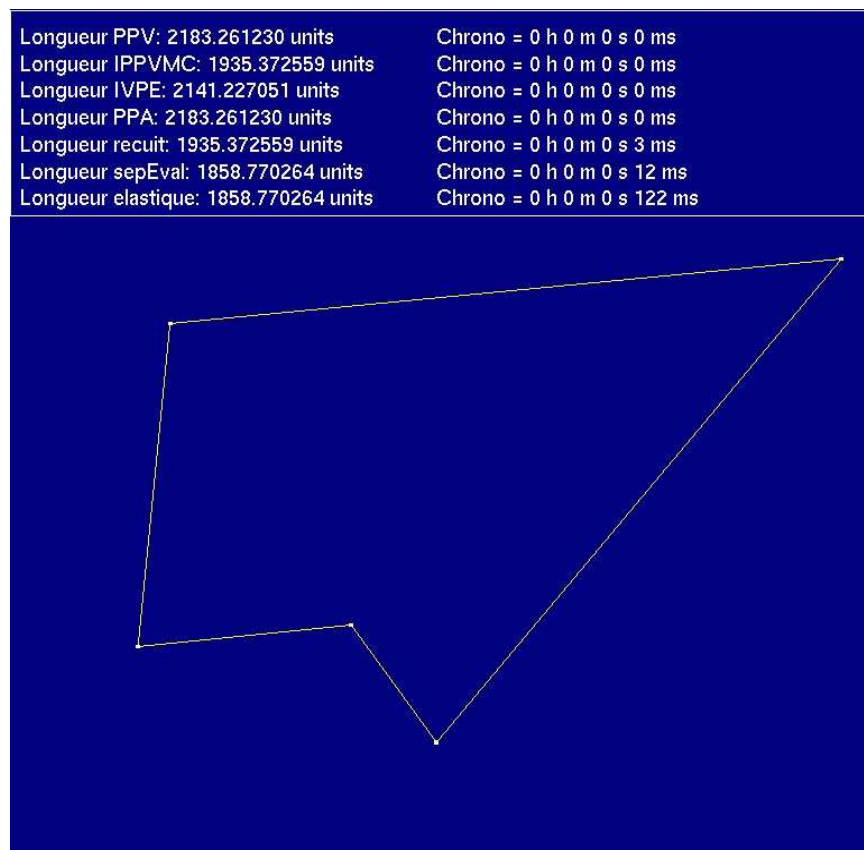 Longueur PPV: 2183.261230 units Chrono = 0 h 0 m 0 s 0 ms
Longueur IPPVMC: 1935.372559 units Chrono = 0 h 0 m 0 s 0 ms
Longueur IVPE: 2141.227051 units Chrono = 0 h 0 m 0 s 0 ms
Longueur PPA: 2183.261230 units Chrono = 0 h 0 m 0 s 0 ms
Longueur recuit: 1935.372559 units Chrono = 0 h 0 m 0 s 3 ms
Longueur sepEval: 1858.770264 units Chrono = 0 h 0 m 0 s 12 ms
Longueur elastique: 1858.770264 units Chrono = 0 h 0 m 0 s 122 ms